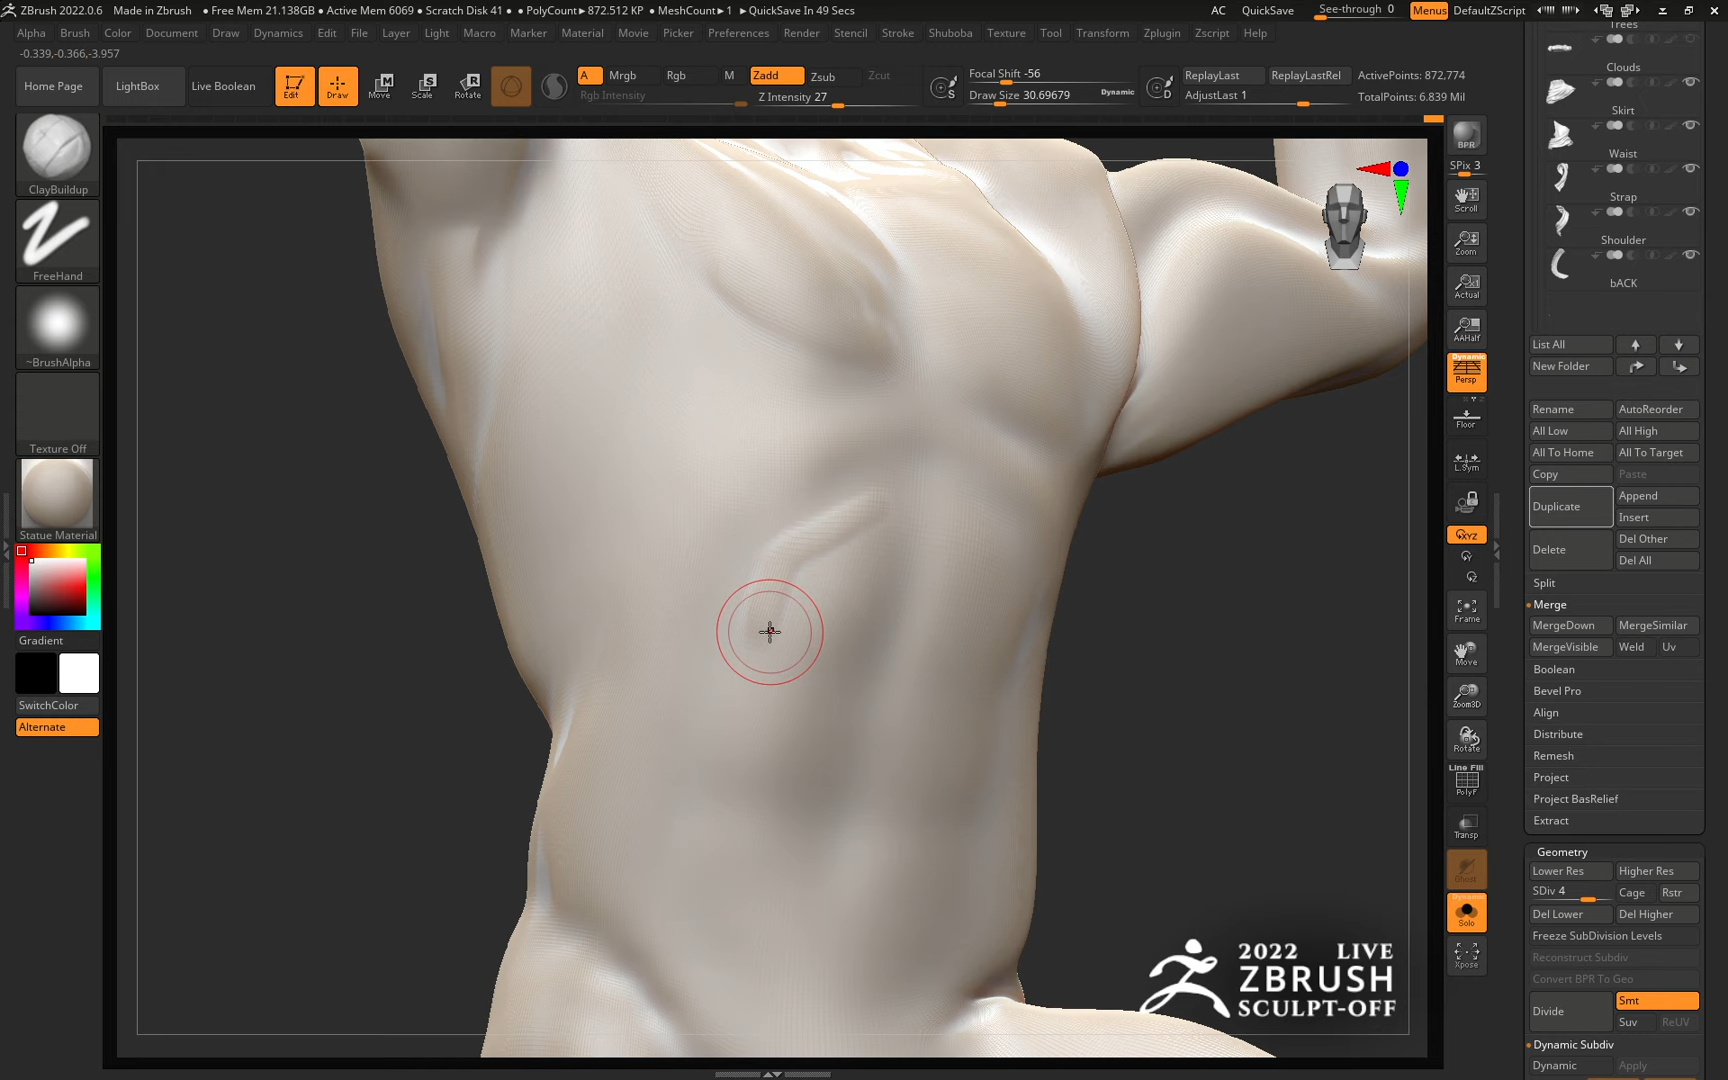 ZBrush 2022.0.6 Made in Zbrush • Free Mem 21.138GB • Active Mem 6069 • Scratch Disk 41 • • PolyCount►872.512 KP • MeshCount►1 ►QuickSave In 49 Secs AC QuickSave See-through 0 Menus DefaultZScript
Alpha Brush Color Document Draw Dynamics Edit File Layer Light Macro Marker Material Movie Picker Preferences Render Stencil Stroke Shuboba Texture Tool Transform Zplugin Zscript Help
-0.339,-0.366,-3.957
Home Page LightBox Live Boolean Edit Draw Move Scale Rotate
A Mrgb Rgb M Zadd Zsub Zcut
Rgb Intensity Z Intensity 27
S Focal Shift -56
Draw Size 30.69679 Dynamic
D ReplayLast ReplayLastRel ActivePoints: 872,774
AdjustLast 1 TotalPoints: 6.839 Mil
ClayBuildup
FreeHand
~BrushAlpha
Texture Off
Statue Material
Gradient
SwitchColor
Alternate
2022 LIVE
ZBRUSH
SCULPT-OFF
BPR
SPix 3
Scroll
Zoom
Actual
AAHalf
Dynamic
Persp
Floor
L.Sym
XYZ
Frame
Move
Zoom3D
Rotate
Line Fill
PolyF
Transp
Ghost
Dynamic
Solo
Xpose
Trees
Clouds
Skirt
Waist
Strap
Shoulder
bACK
List All
New Folder
Rename AutoReorder
All Low All High
All To Home All To Target
Copy Paste
Duplicate Append
Insert
Delete Del Other
Del All
Split
Merge
MergeDown MergeSimilar
MergeVisible Weld Uv
Boolean
Bevel Pro
Align
Distribute
Remesh
Project
Project BasRelief
Extract
Geometry
Lower Res Higher Res
SDiv 4 Cage Rstr
Del Lower Del Higher
Freeze SubDivision Levels
Reconstruct Subdiv
Convert BPR To Geo
Divide Smt
Suv ReUV
Dynamic Subdiv
Dynamic Apply